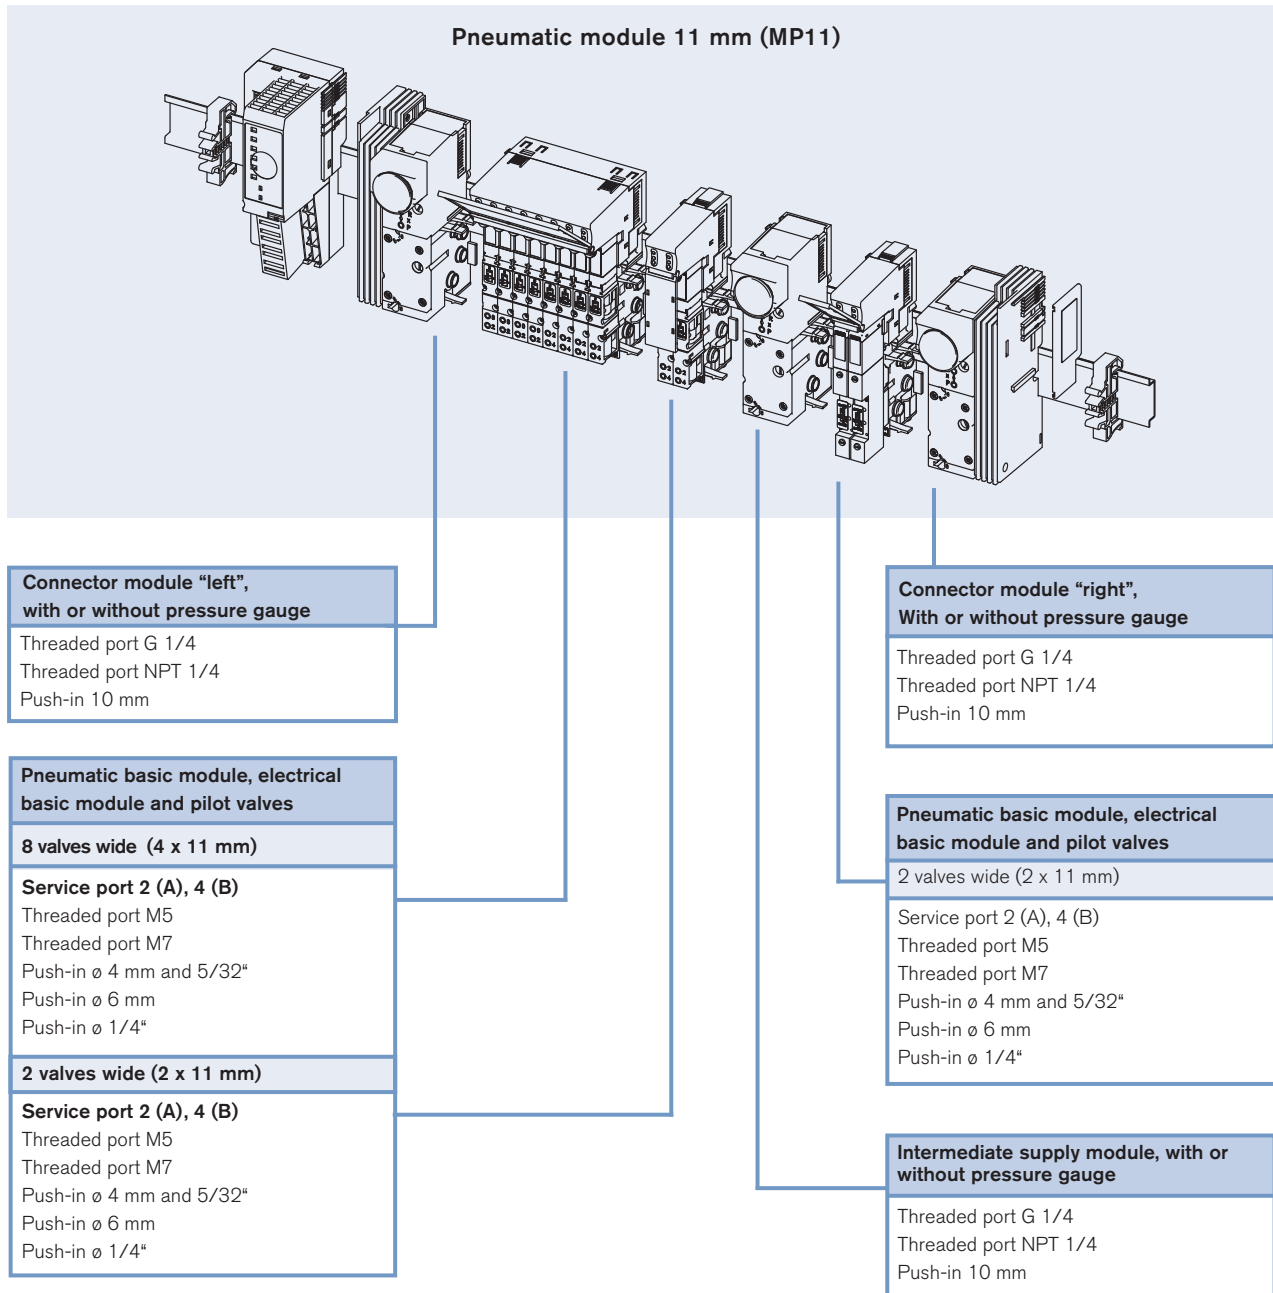 Pneumatic module 11 mm (MP11)
Connector module “left”,
with or without pressure gauge
Threaded port G 1/4
Threaded port NPT 1/4
Push-in 10 mm
Pneumatic basic module, electrical
basic module and pilot valves
8 valves wide (4 x 11 mm)
Service port 2 (A), 4 (B)
Threaded port M5
Threaded port M7
Push-in ø 4 mm and 5/32“
Push-in ø 6 mm
Push-in ø 1/4“
2 valves wide (2 x 11 mm)
Service port 2 (A), 4 (B)
Threaded port M5
Threaded port M7
Push-in ø 4 mm and 5/32“
Push-in ø 6 mm
Push-in ø 1/4“
Connector module “right”,
With or without pressure gauge
Threaded port G 1/4
Threaded port NPT 1/4
Push-in 10 mm
Pneumatic basic module, electrical
basic module and pilot valves
2 valves wide (2 x 11 mm)
Service port 2 (A), 4 (B)
Threaded port M5
Threaded port M7
Push-in ø 4 mm and 5/32“
Push-in ø 6 mm
Push-in ø 1/4“
Intermediate supply module, with or
without pressure gauge
Threaded port G 1/4
Threaded port NPT 1/4
Push-in 10 mm